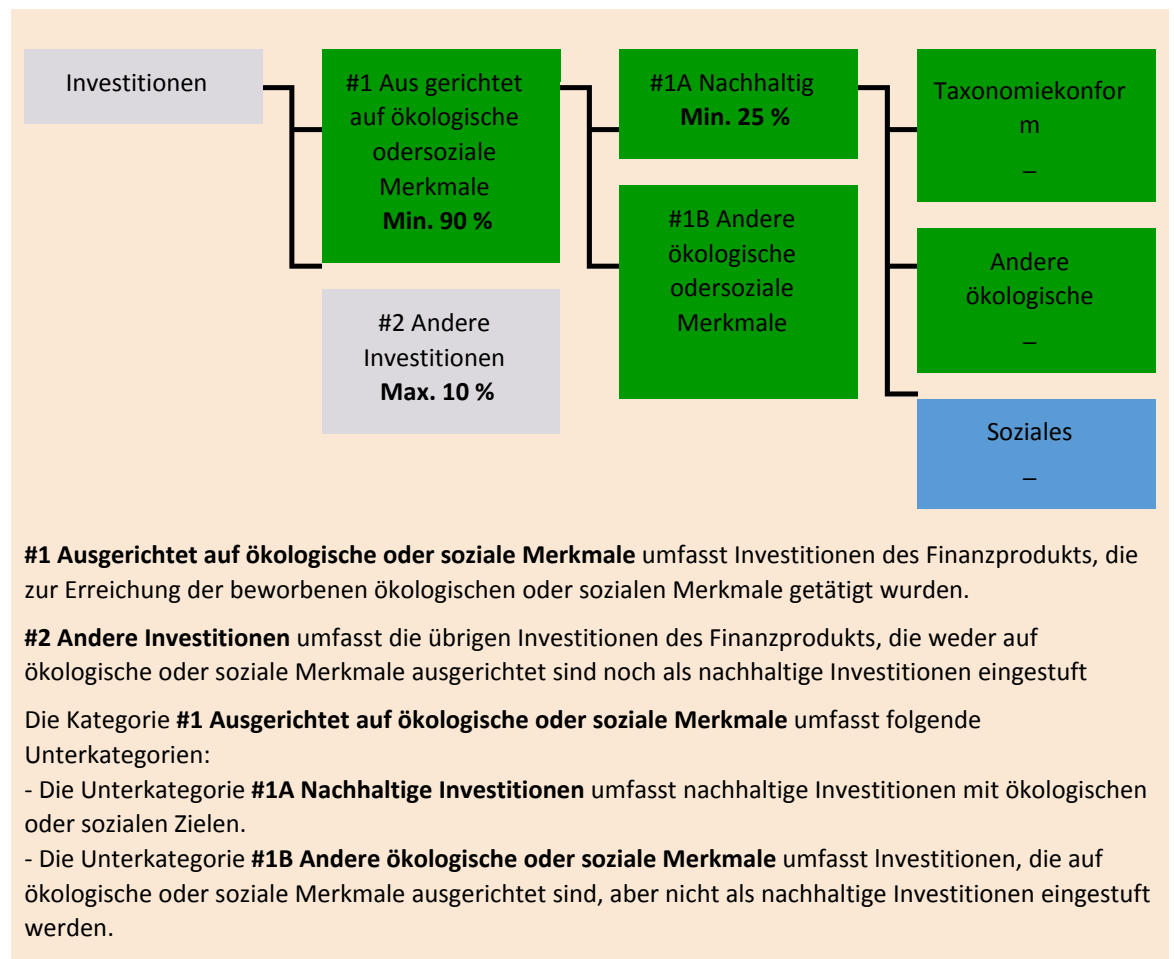 Investitionen
#1 Aus gerichtet
auf ökologische
odersoziale
Merkmale
Min. 90 %
#2 Andere
Investitionen
Max. 10 %
#1A Nachhaltig
Min. 25 %
#1B Andere
ökologische
odersoziale
Merkmale
Taxonomiekonfor
m
–
Andere
ökologische
–
Soziales
–
#1 Ausgerichtet auf ökologische oder soziale Merkmale umfasst Investitionen des Finanzprodukts, die
zur Erreichung der beworbenen ökologischen oder sozialen Merkmale getätigt wurden.
#2 Andere Investitionen umfasst die übrigen Investitionen des Finanzprodukts, die weder auf
ökologische oder soziale Merkmale ausgerichtet sind noch als nachhaltige Investitionen eingestuft
Die Kategorie #1 Ausgerichtet auf ökologische oder soziale Merkmale umfasst folgende
Unterkategorien:
- Die Unterkategorie #1A Nachhaltige Investitionen umfasst nachhaltige Investitionen mit ökologischen
oder sozialen Zielen.
- Die Unterkategorie #1B Andere ökologische oder soziale Merkmale umfasst lnvestitionen, die auf
ökologische oder soziale Merkmale ausgerichtet sind, aber nicht als nachhaltige Investitionen eingestuft
werden.